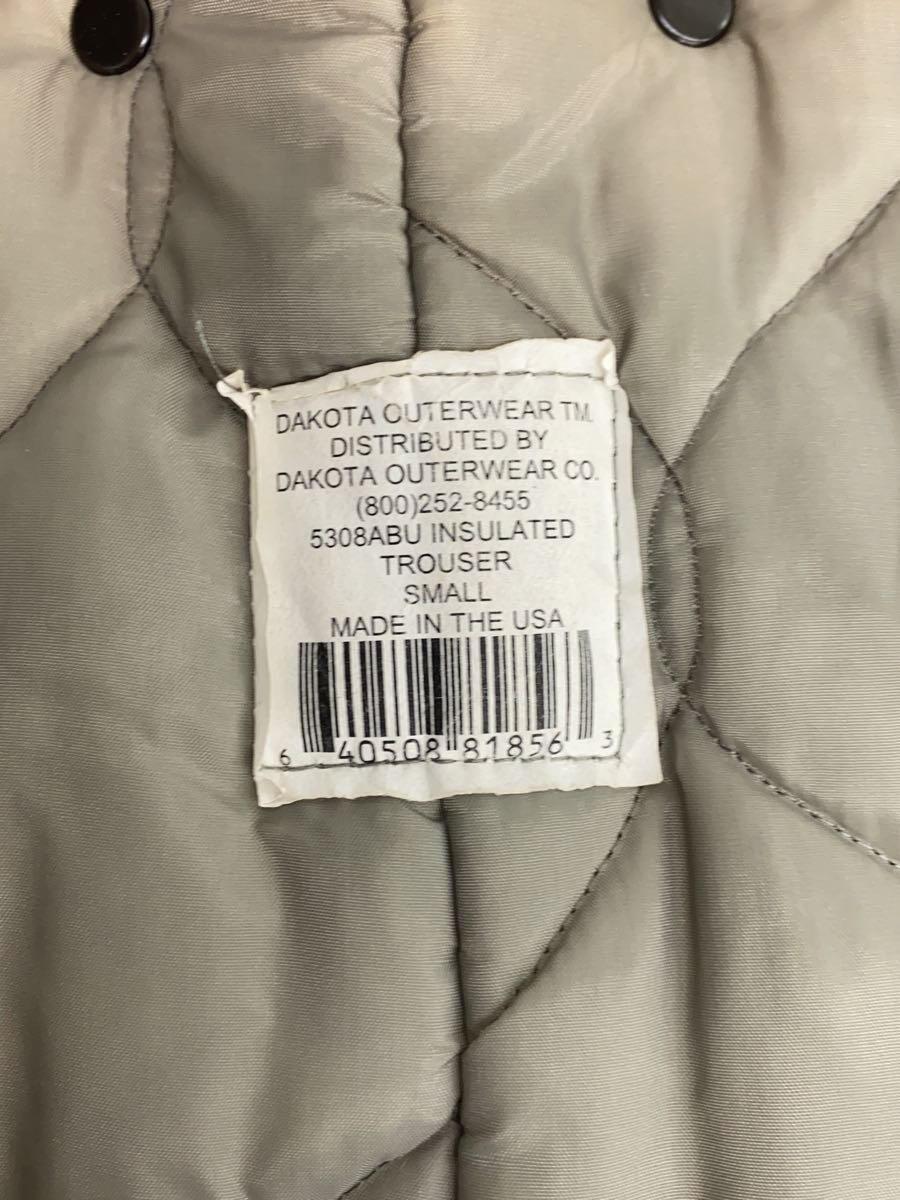 DAKOTA OUTERWEAR TM.
DISTRIBUTED BY
DAKOTA OUTERWEAR CO.
(800)252-8455
5308ABU INSULATED
TROUSER
SMALL
MADE IN THE USA
6 40508 81856 3